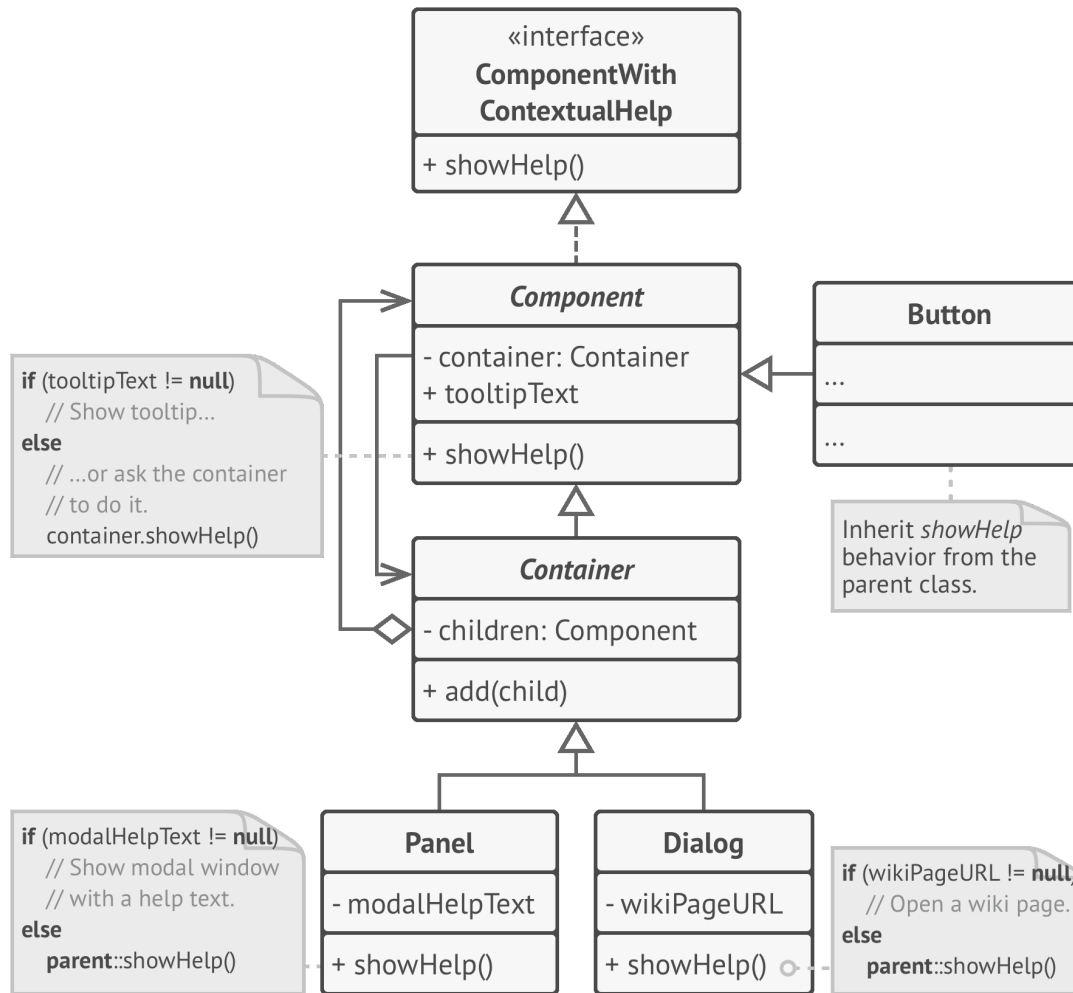 «interface»
ComponentWith
ContextualHelp
+ showHelp()
Component
- container: Container
+ tooltipText
+ showHelp()
Button
...
...
if (tooltipText != null)
// Show tooltip...
else
// ...or ask the container
// to do it.
container.showHelp()
Inherit showHelp
behavior from the
parent class.
Container
- children: Component
+ add(child)
if (modalHelpText != null)
// Show modal window
// with a help text.
else
parent::showHelp()
Panel
- modalHelpText
+ showHelp()
Dialog
- wikiPageURL
+ showHelp()
if (wikiPageURL != null)
// Open a wiki page.
else
parent::showHelp()